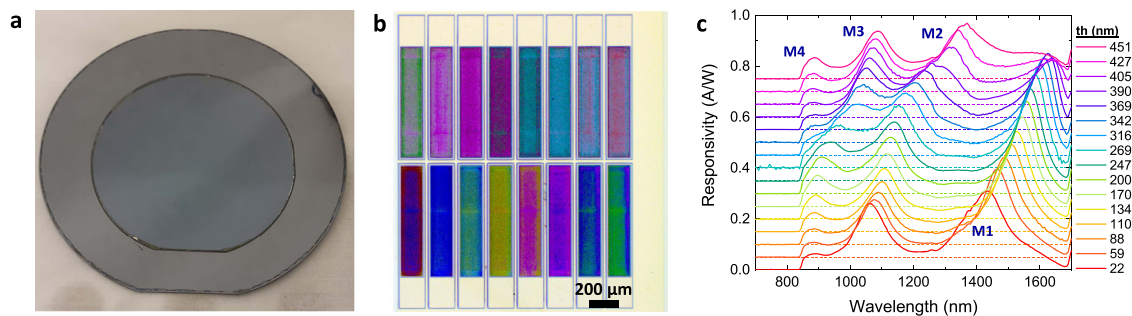 a
b
200 µm
c
Responsivity (A/W)
1.0
0.8
0.6
0.4
0.2
0.0
M4
M3
M2
M1
800
1000
1200
1400
1600
Wavelength (nm)
th (nm)
451
427
405
390
369
342
316
269
247
200
170
134
110
88
59
22